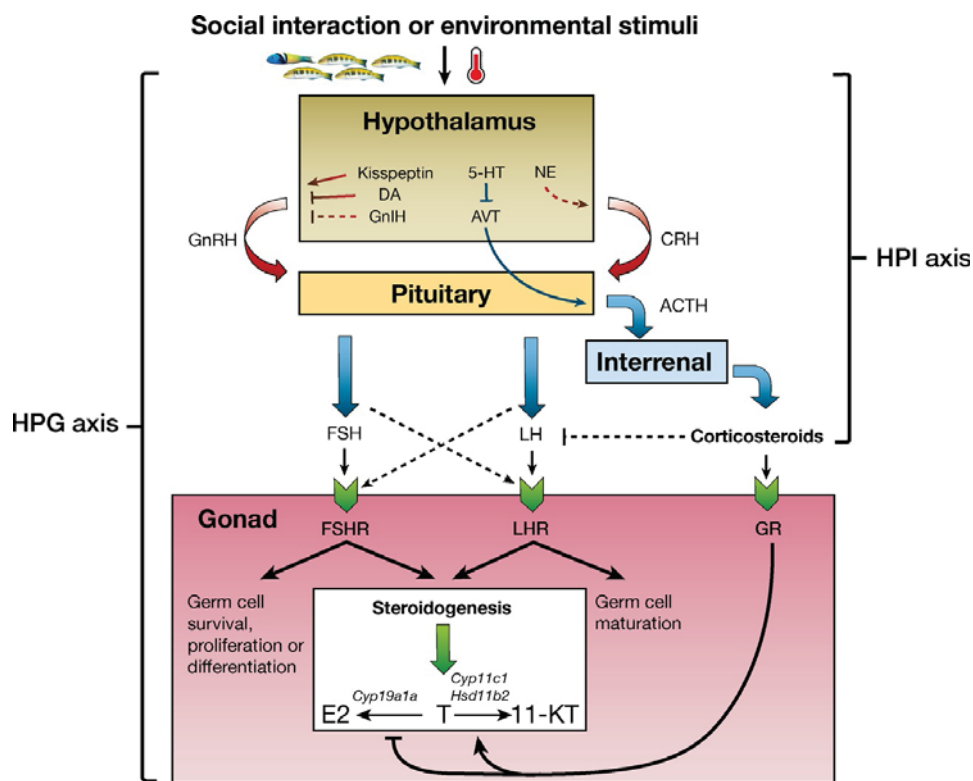 Social interaction or environmental stimuli
Hypothalamus
Kisspeptin
5-HT
NE
DA
GnIH
AVT
GnRH
CRH
HPI axis
Pituitary
ACTH
Interrenal
HPG axis
FSH
LH
Corticosteroids
Gonad
FSHR
LHR
GR
Germ cell
survival,
proliferation or
differentiation
Steroidogenesis
Germ cell
maturation
Cyp11c1
Cyp19a1a
Hsd11b2
E2
T
11-KT